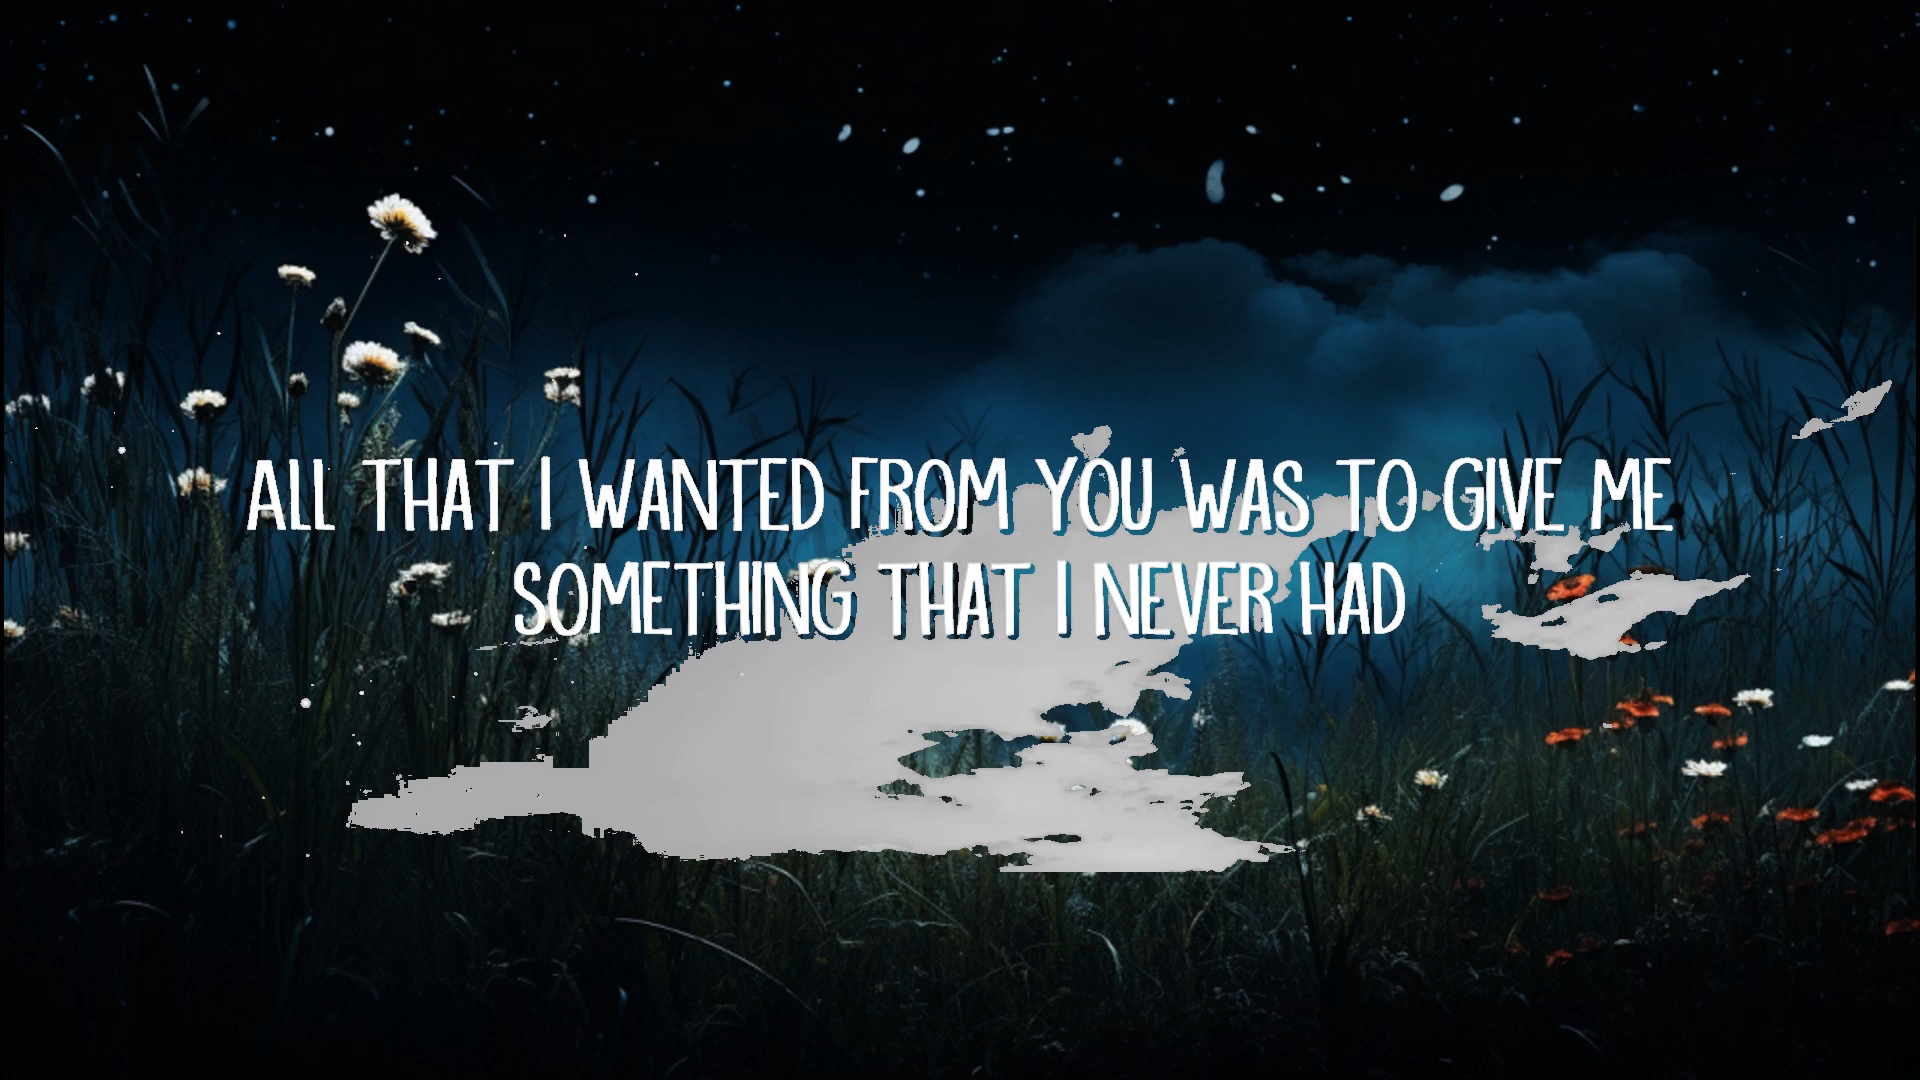 ALL THAT I WANTED FROM YOU WAS TO GIVE ME
SOMETHING THAT I NEVER HAD